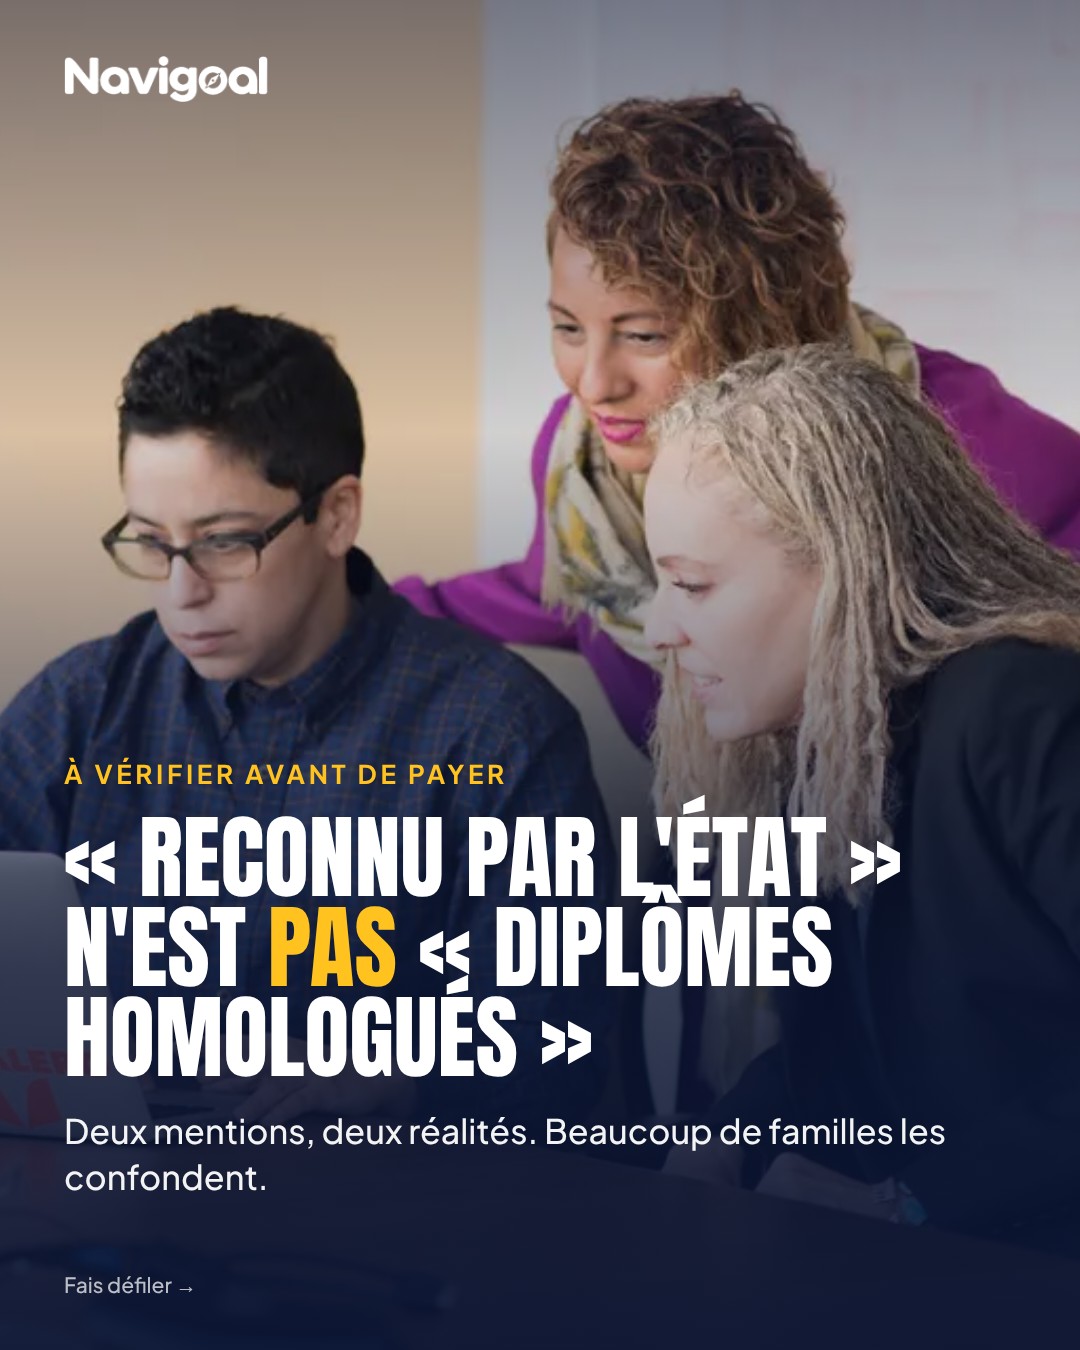 Navigoal
À VÉRIFIER AVANT DE PAYER
« RECONNU PAR L'ÉTAT »
N'EST PAS « DIPLÔMES
HOMOLOGUÉS »
Deux mentions, deux réalités. Beaucoup de familles les
confondent.
Fais défiler →